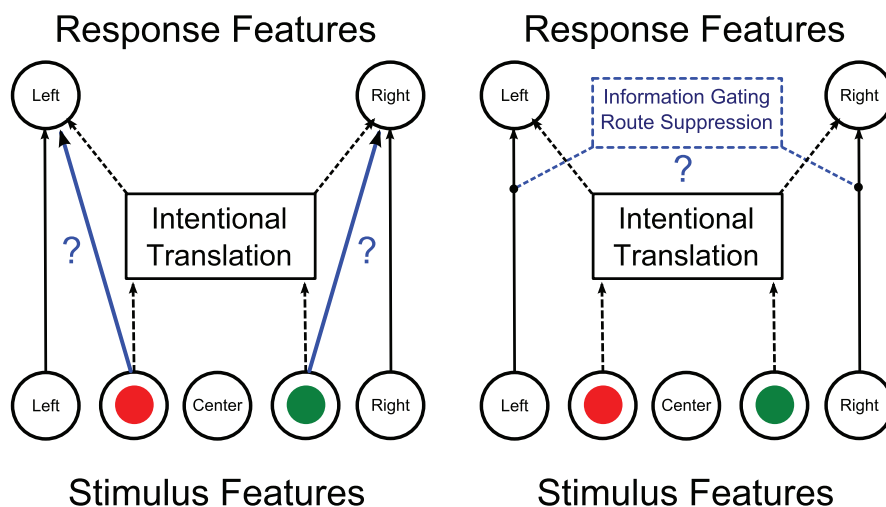 Response Features
Left
Right
?
?
Intentional
Translation
Left
Center
Right
Stimulus Features
Response Features
Left
Right
Information Gating
Route Suppression
?
Intentional
Translation
Left
Center
Right
Stimulus Features